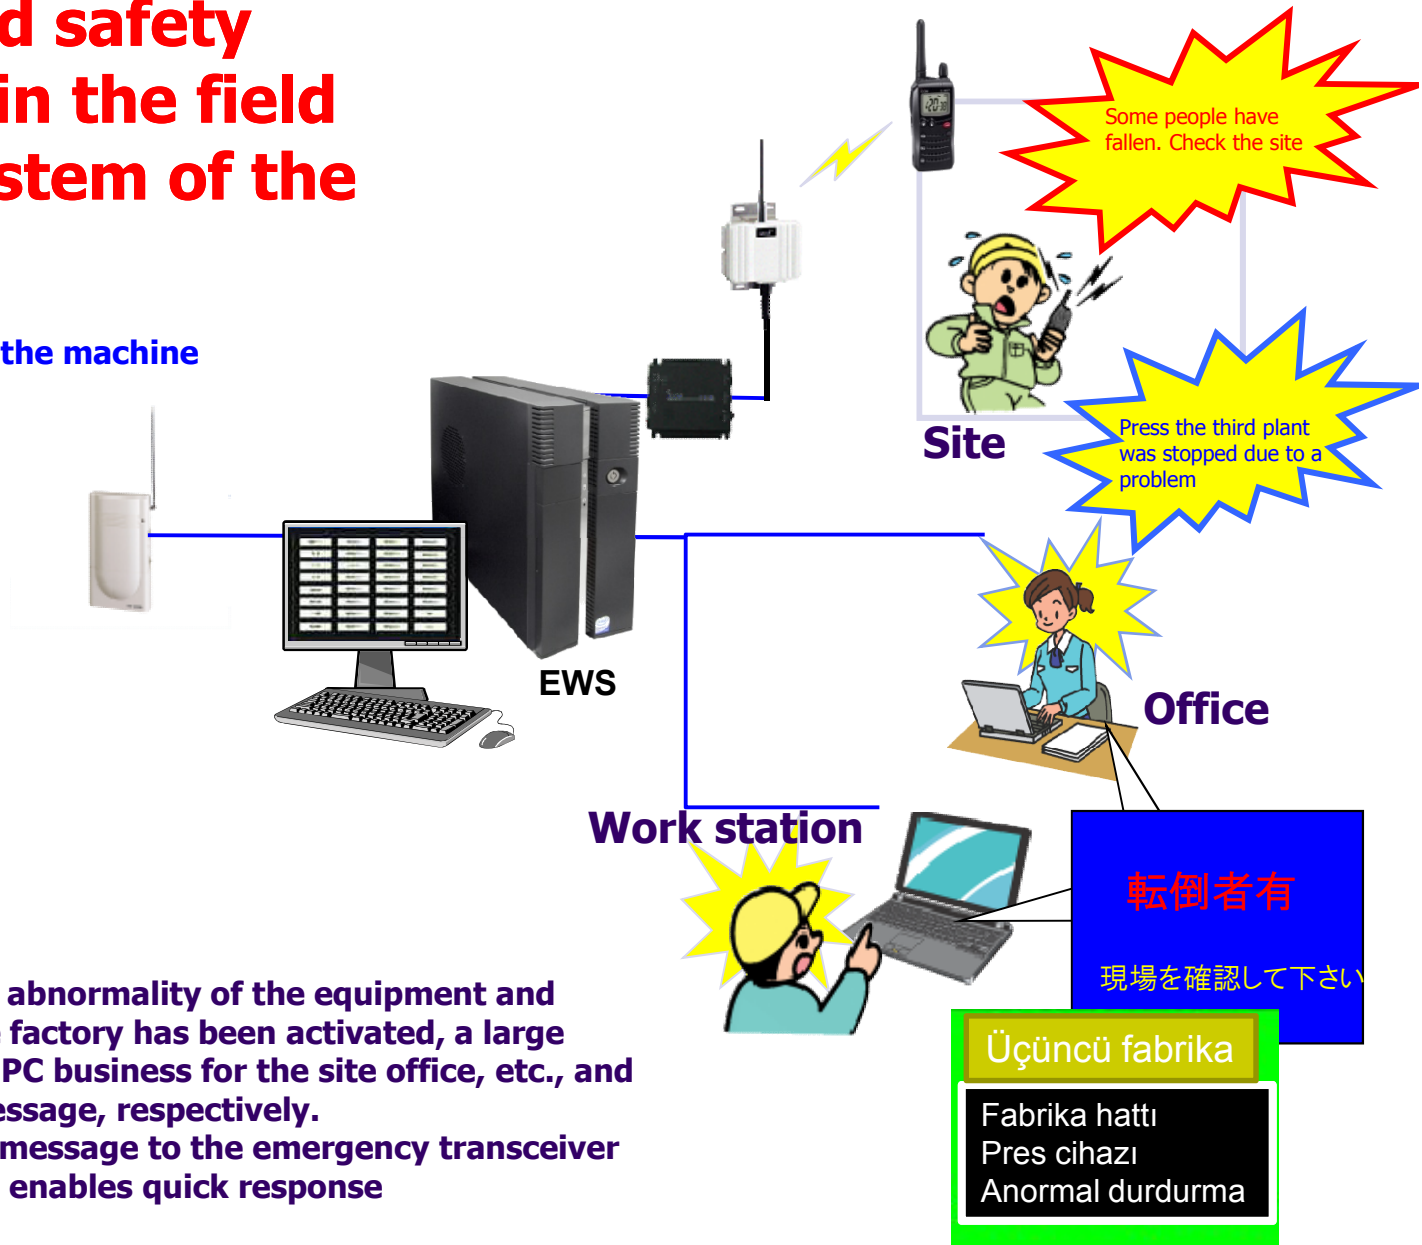 d safety
in the field
stem of the
Some people have
fallen. Check the site
the machine
Site
Press the third plant
was stopped due to a
problem
EWS
Office
Work station
転倒者有
現場を確認して下さい
abnormality of the equipment and
factory has been activated, a large
PC business for the site office, etc., and
essage, respectively.
message to the emergency transceiver
enables quick response
Üçüncü fabrika
Fabrika hattı
Pres cihazı
Anormal durdurma